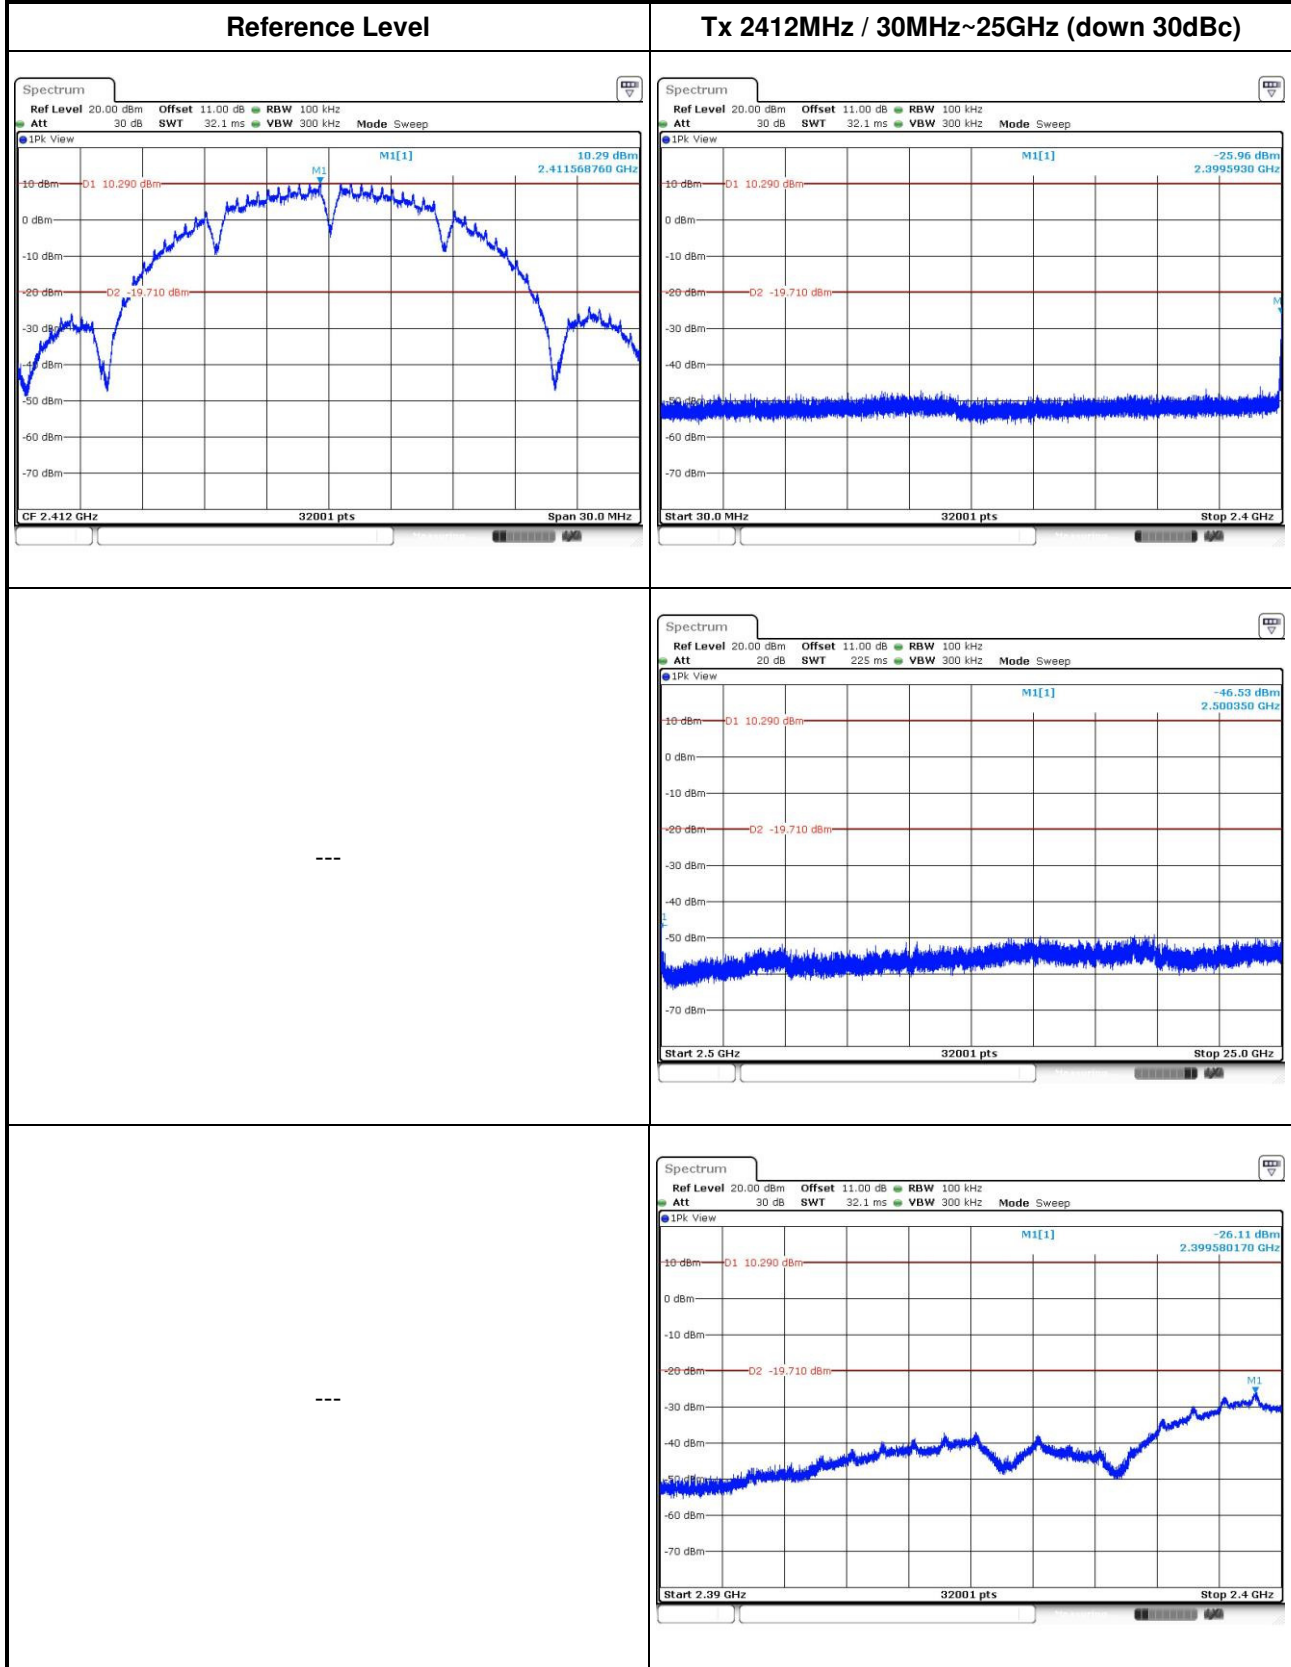 Reference Level
Tx 2412MHz / 30MHz~25GHz (down 30dBc)
Spectrum
Ref Level 20.00 dBm Offset 11.00 dB RBW 100 kHz
Att 30 dB SWT 32.1 ms VBW 300 kHz Mode Sweep
1Pk View
M1[1] 10.29 dBm
2.411568760 GHz
M1
10 dBm
D1 10.290 dBm
0 dBm
-10 dBm
-20 dBm
D2 -19.710 dBm
-30 dBm
-40 dBm
-50 dBm
-60 dBm
-70 dBm
CF 2.412 GHz 32001 pts Span 30.0 MHz
Spectrum
Ref Level 20.00 dBm Offset 11.00 dB RBW 100 kHz
Att 30 dB SWT 32.1 ms VBW 300 kHz Mode Sweep
1Pk View
M1[1] -25.96 dBm
2.3995930 GHz
10 dBm
D1 10.290 dBm
0 dBm
-10 dBm
-20 dBm
D2 -19.710 dBm
M
-30 dBm
-40 dBm
-50 dBm
-60 dBm
-70 dBm
Start 30.0 MHz 32001 pts Stop 2.4 GHz
---
Spectrum
Ref Level 20.00 dBm Offset 11.00 dB RBW 100 kHz
Att 20 dB SWT 225 ms VBW 300 kHz Mode Sweep
1Pk View
M1[1] -46.53 dBm
2.500350 GHz
10 dBm
D1 10.290 dBm
0 dBm
-10 dBm
-20 dBm
D2 -19.710 dBm
-30 dBm
-40 dBm
1
-50 dBm
-70 dBm
Start 2.5 GHz 32001 pts Stop 25.0 GHz
---
Spectrum
Ref Level 20.00 dBm Offset 11.00 dB RBW 100 kHz
Att 30 dB SWT 32.1 ms VBW 300 kHz Mode Sweep
1Pk View
M1[1] -26.11 dBm
2.399580170 GHz
10 dBm
D1 10.290 dBm
0 dBm
-10 dBm
-20 dBm
D2 -19.710 dBm
M1
-30 dBm
-40 dBm
-50 dBm
-60 dBm
-70 dBm
Start 2.39 GHz 32001 pts Stop 2.4 GHz